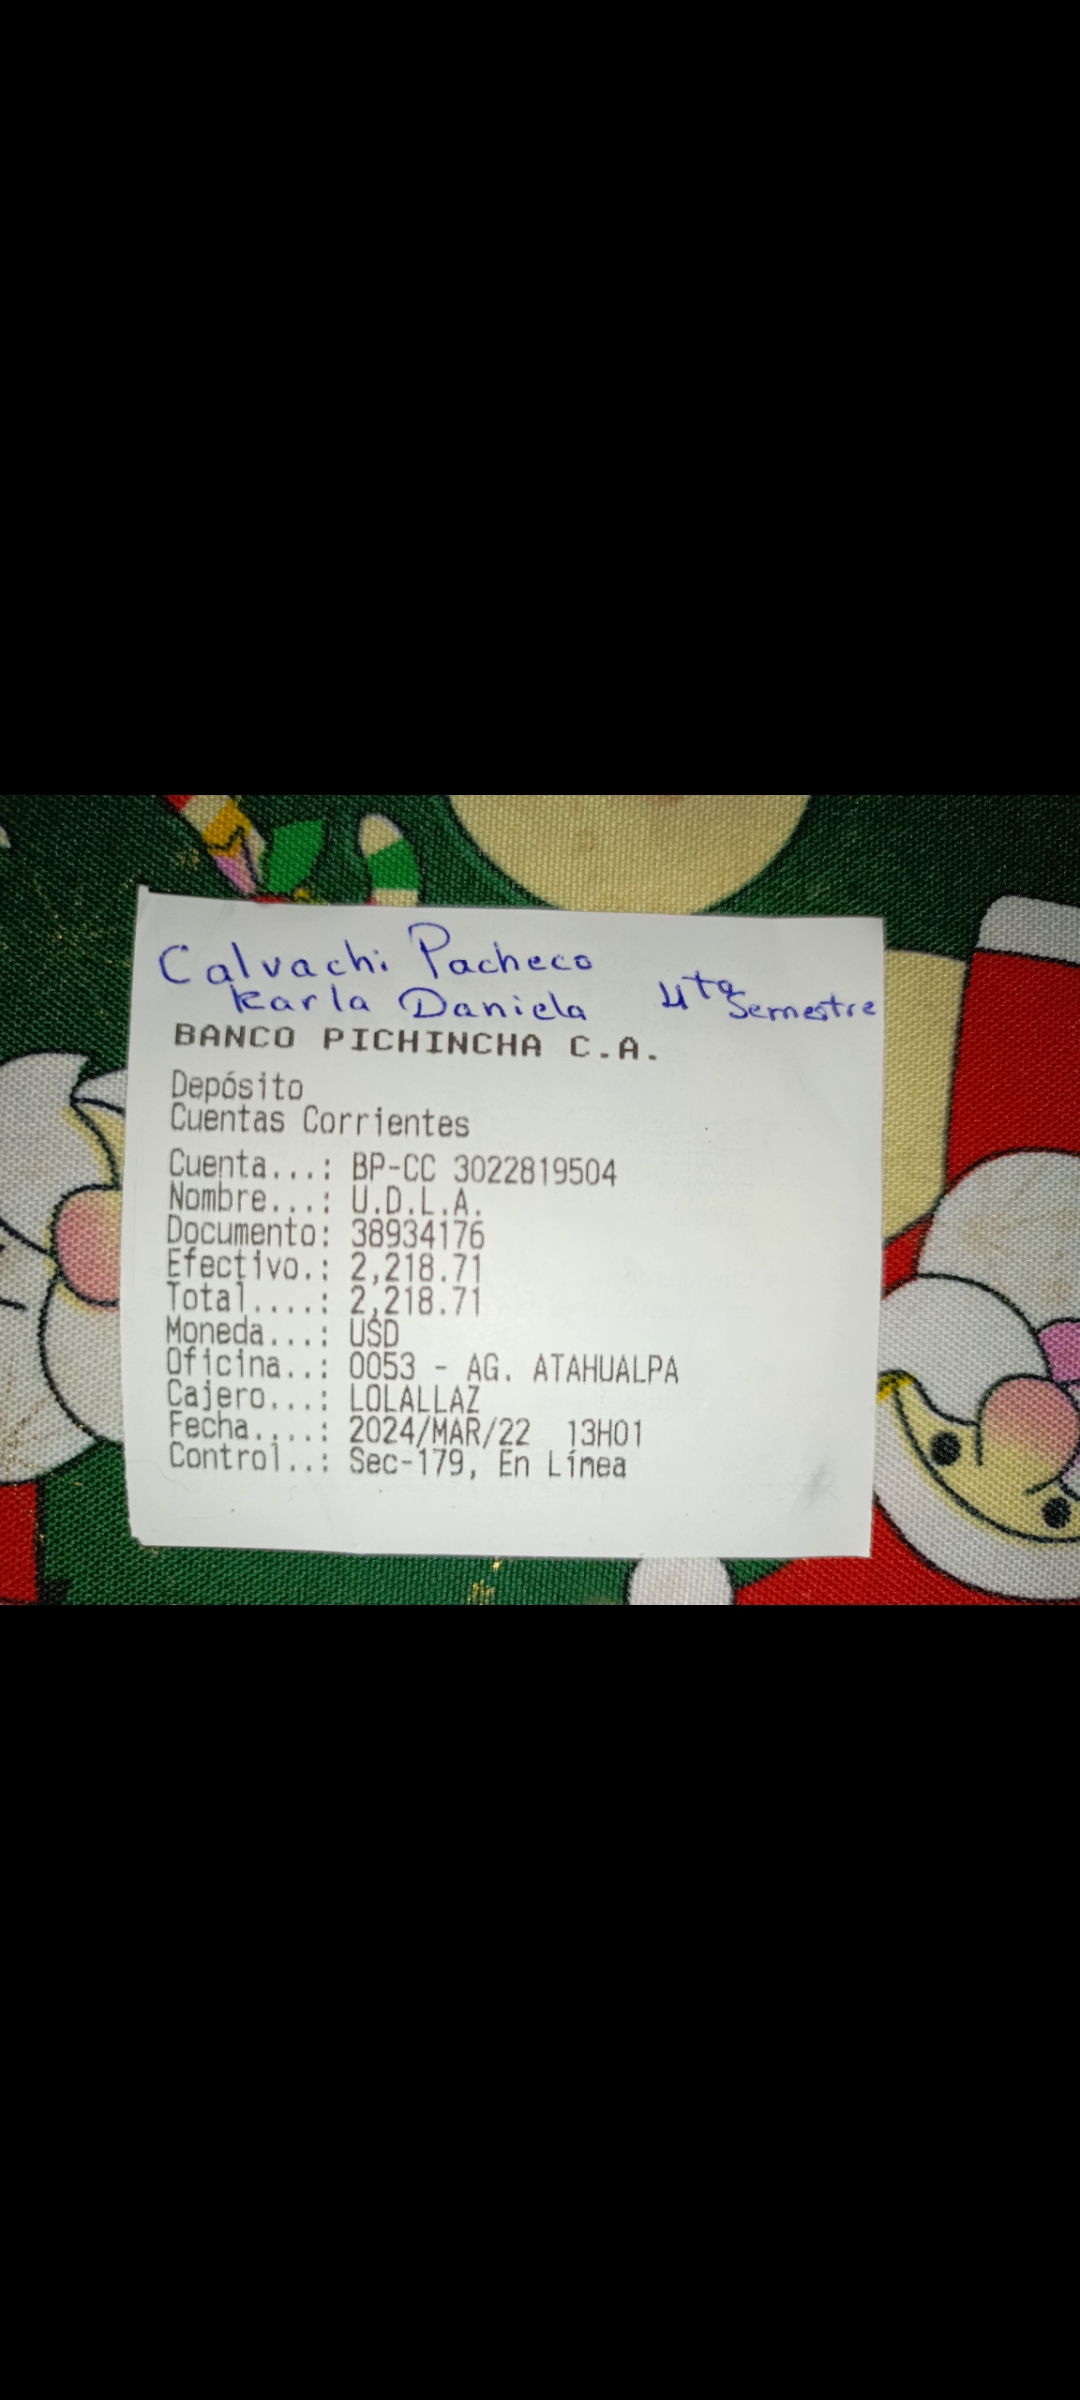 Calvachi Pacheco
Karla Daniela 4to Semestre
BANCO PICHINCHA C.A.
Depósito
Cuentas Corrientes
Cuenta...: BP-CC 3022819504
Nombre...: U.D.L.A.
Documento: 38934176
Efectivo.: 2,218.71
Total....: 2,218.71
Moneda...: USD
Oficina..: 0053 - AG. ATAHUALPA
Cajero...: LOLALLAZ
Fecha....: 2024/MAR/22 13H01
Control..: Sec-179, En Línea